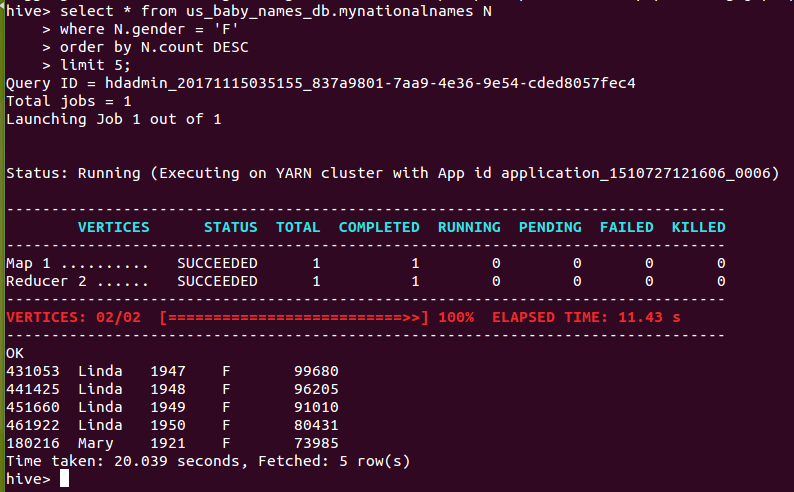 hive> select * from us_baby_names_db.mynationalnames N
    > where N.gender = 'F'
    > order by N.count DESC
    > limit 5;
Query ID = hdadmin_20171115035155_837a9801-7aa9-4e36-9e54-cded8057fec4
Total jobs = 1
Launching Job 1 out of 1
Status: Running (Executing on YARN cluster with App id application_1510727121606_0006)
--------------------------------------------------------------------------------
        VERTICES      STATUS  TOTAL  COMPLETED  RUNNING  PENDING  FAILED  KILLED
--------------------------------------------------------------------------------
Map 1 ..........   SUCCEEDED      1          1        0        0       0       0
Reducer 2 ......   SUCCEEDED      1          1        0        0       0       0
--------------------------------------------------------------------------------
VERTICES: 02/02  [==========================>>] 100%  ELAPSED TIME: 11.43 s
--------------------------------------------------------------------------------
OK
431053  Linda   1947    F       99680
441425  Linda   1948    F       96205
451660  Linda   1949    F       91010
461922  Linda   1950    F       80431
180216  Mary    1921    F       73985
Time taken: 20.039 seconds, Fetched: 5 row(s)
hive>